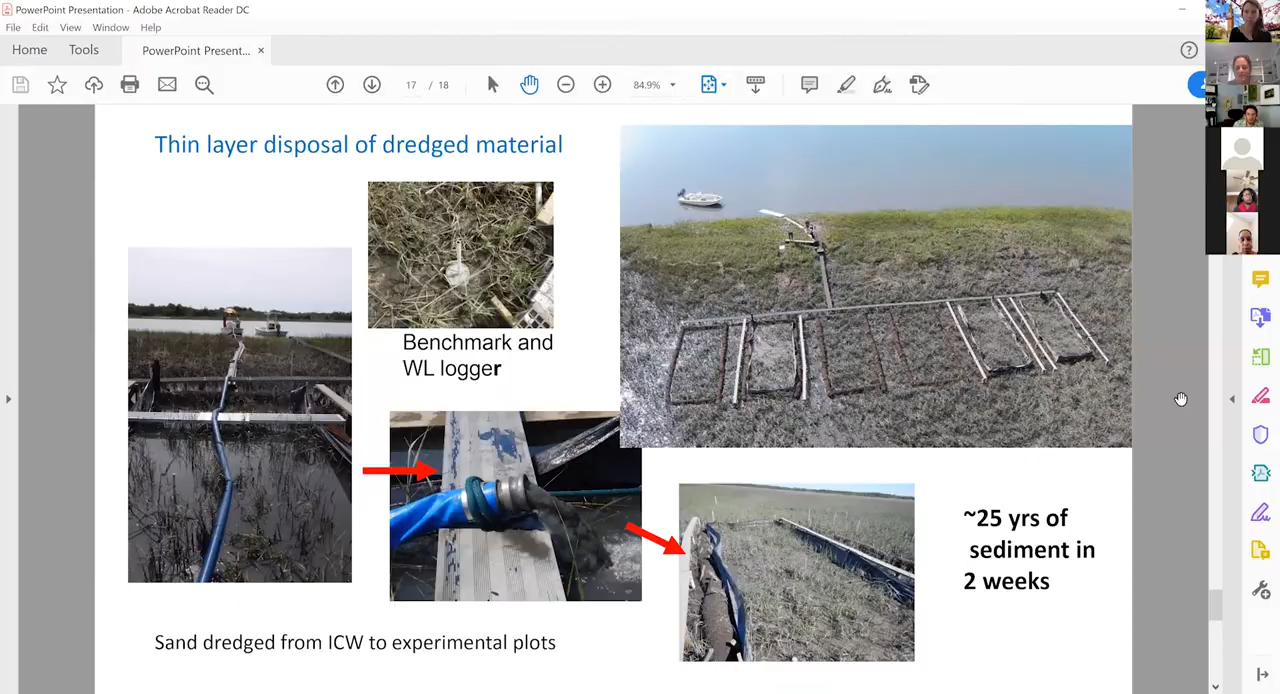 PowerPoint Presentation - Adobe Acrobat Reader DC
File Edit View Window Help
Home Tools PowerPoint Present... ×
17 / 18 84.9%
Thin layer disposal of dredged material
Benchmark and
WL logger
~25 yrs of
sediment in
2 weeks
Sand dredged from ICW to experimental plots